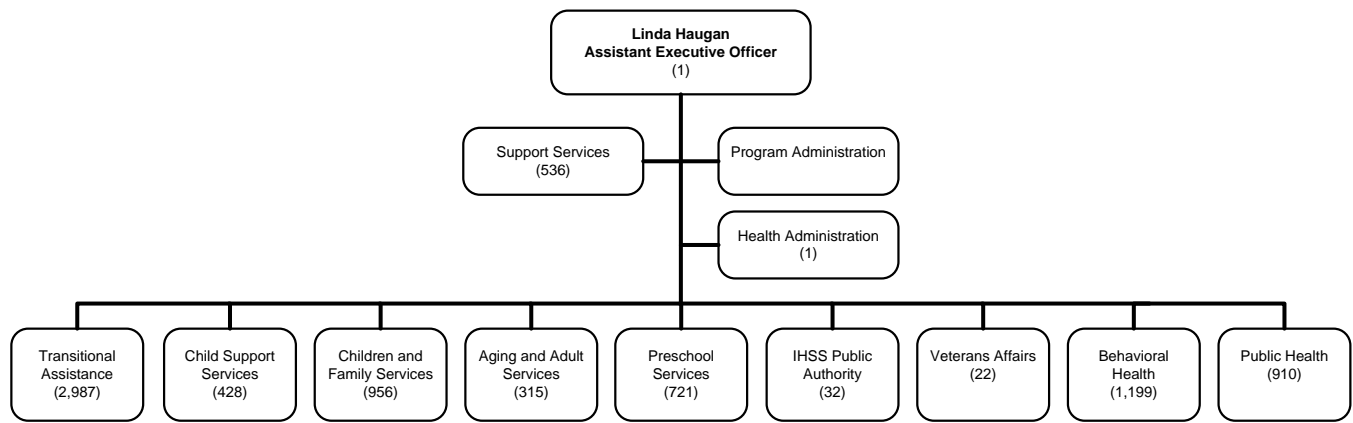 Linda Haugan
Assistant Executive Officer
(1)
Support Services
(536)
Program Administration
Health Administration
(1)
Transitional
Assistance
(2,987)
Child Support
Services
(428)
Children and
Family Services
(956)
Aging and Adult
Services
(315)
Preschool
Services
(721)
IHSS Public
Authority
(32)
Veterans Affairs
(22)
Behavioral
Health
(1,199)
Public Health
(910)